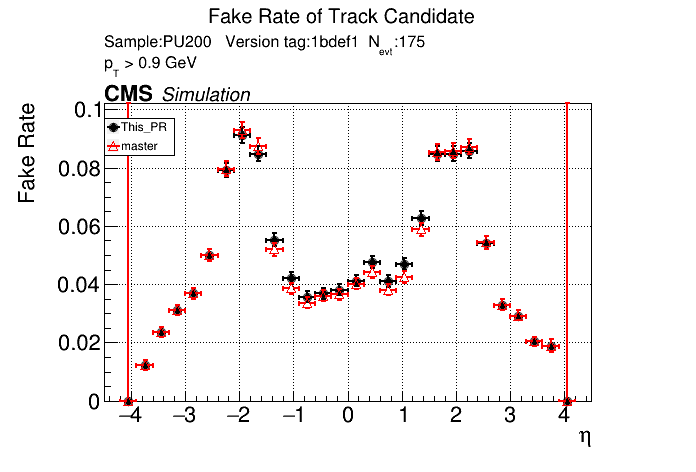 Fake Rate of Track Candidate
Sample:PU200 Version tag:1bdef1 Nevt:175
pT > 0.9 GeV
CMS Simulation
Fake Rate
0.1
0.08
0.06
0.04
0.02
0
This_PR
master
−4 −3 −2 −1 0 1 2 3 4
η